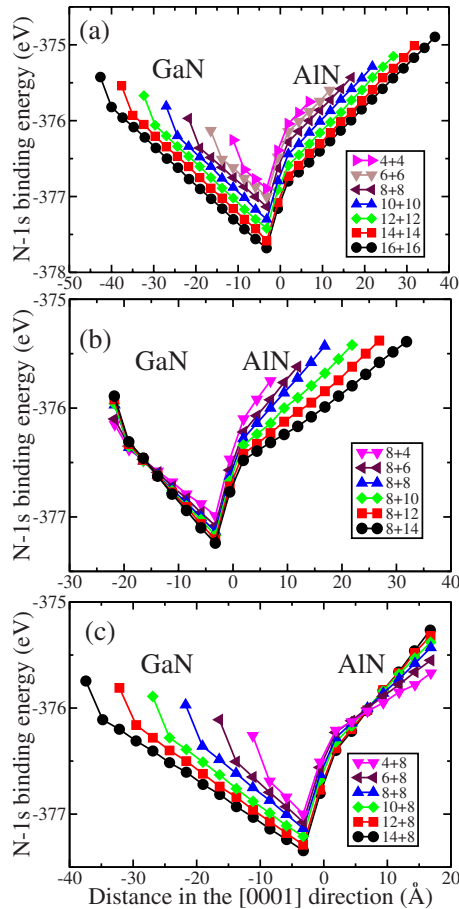 (a)
GaN
AlN
N-1s binding energy (eV)
-375
-376
-377
-378
4+4
6+6
8+8
10+10
12+12
14+14
16+16
-50 -40 -30 -20 -10 0 10 20 30 40
(b)
GaN
AlN
N-1s binding energy (eV)
-375
-376
-377
8+4
8+6
8+8
8+10
8+12
8+14
-30 -20 -10 0 10 20 30 40
(c)
GaN
AlN
N-1s binding energy (eV)
-375
-376
-377
4+8
6+8
8+8
10+8
12+8
14+8
-40 -30 -20 -10 0 10 20
Distance in the [0001] direction (Å)